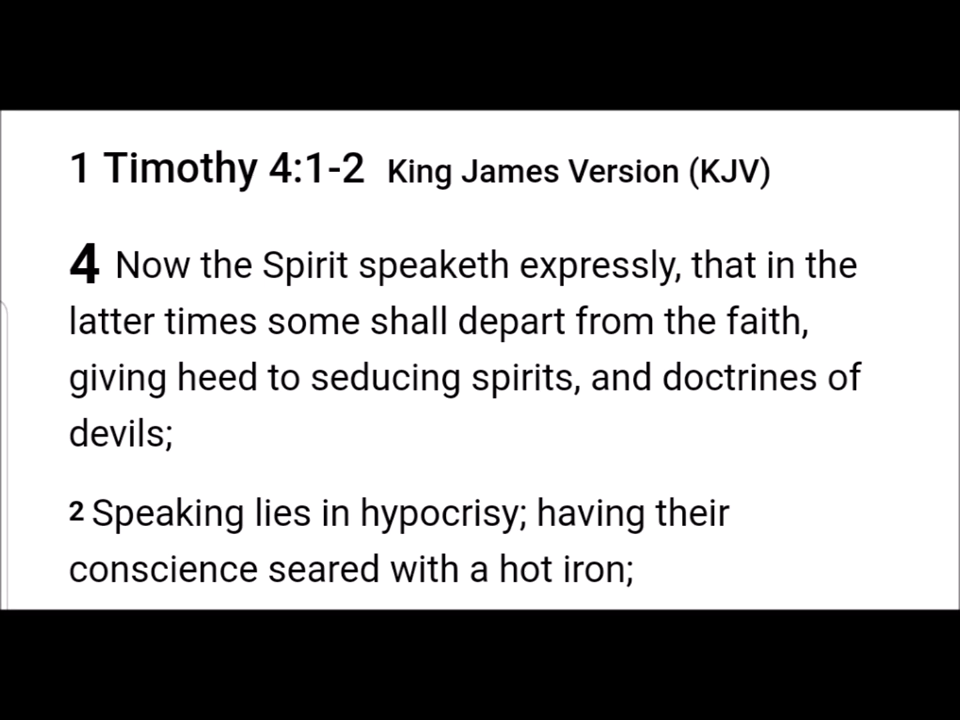 1 Timothy 4:1-2 King James Version (KJV)
4 Now the Spirit speaketh expressly, that in the
latter times some shall depart from the faith,
giving heed to seducing spirits, and doctrines of
devils;
2 Speaking lies in hypocrisy; having their
conscience seared with a hot iron;